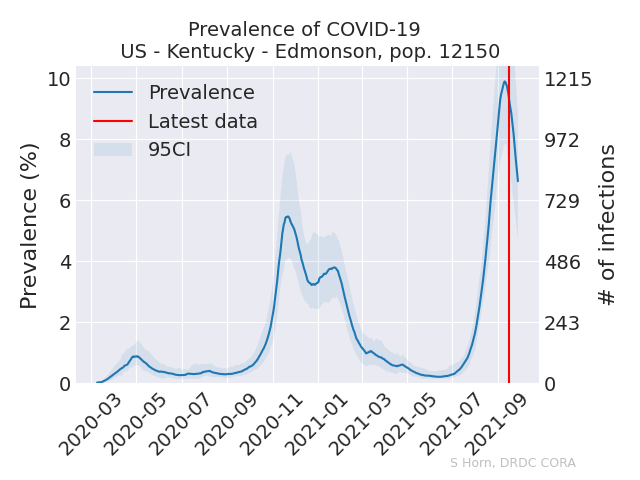 Prevalence of COVID-19
US - Kentucky - Edmonson, pop. 12150
Prevalence (%)
10
8
6
4
2
0
Prevalence
Latest data
95CI
1215
972
729
486
243
0
# of infections
2020-03
2020-05
2020-07
2020-09
2020-11
2021-01
2021-03
2021-05
2021-07
2021-09
S Horn, DRDC CORA